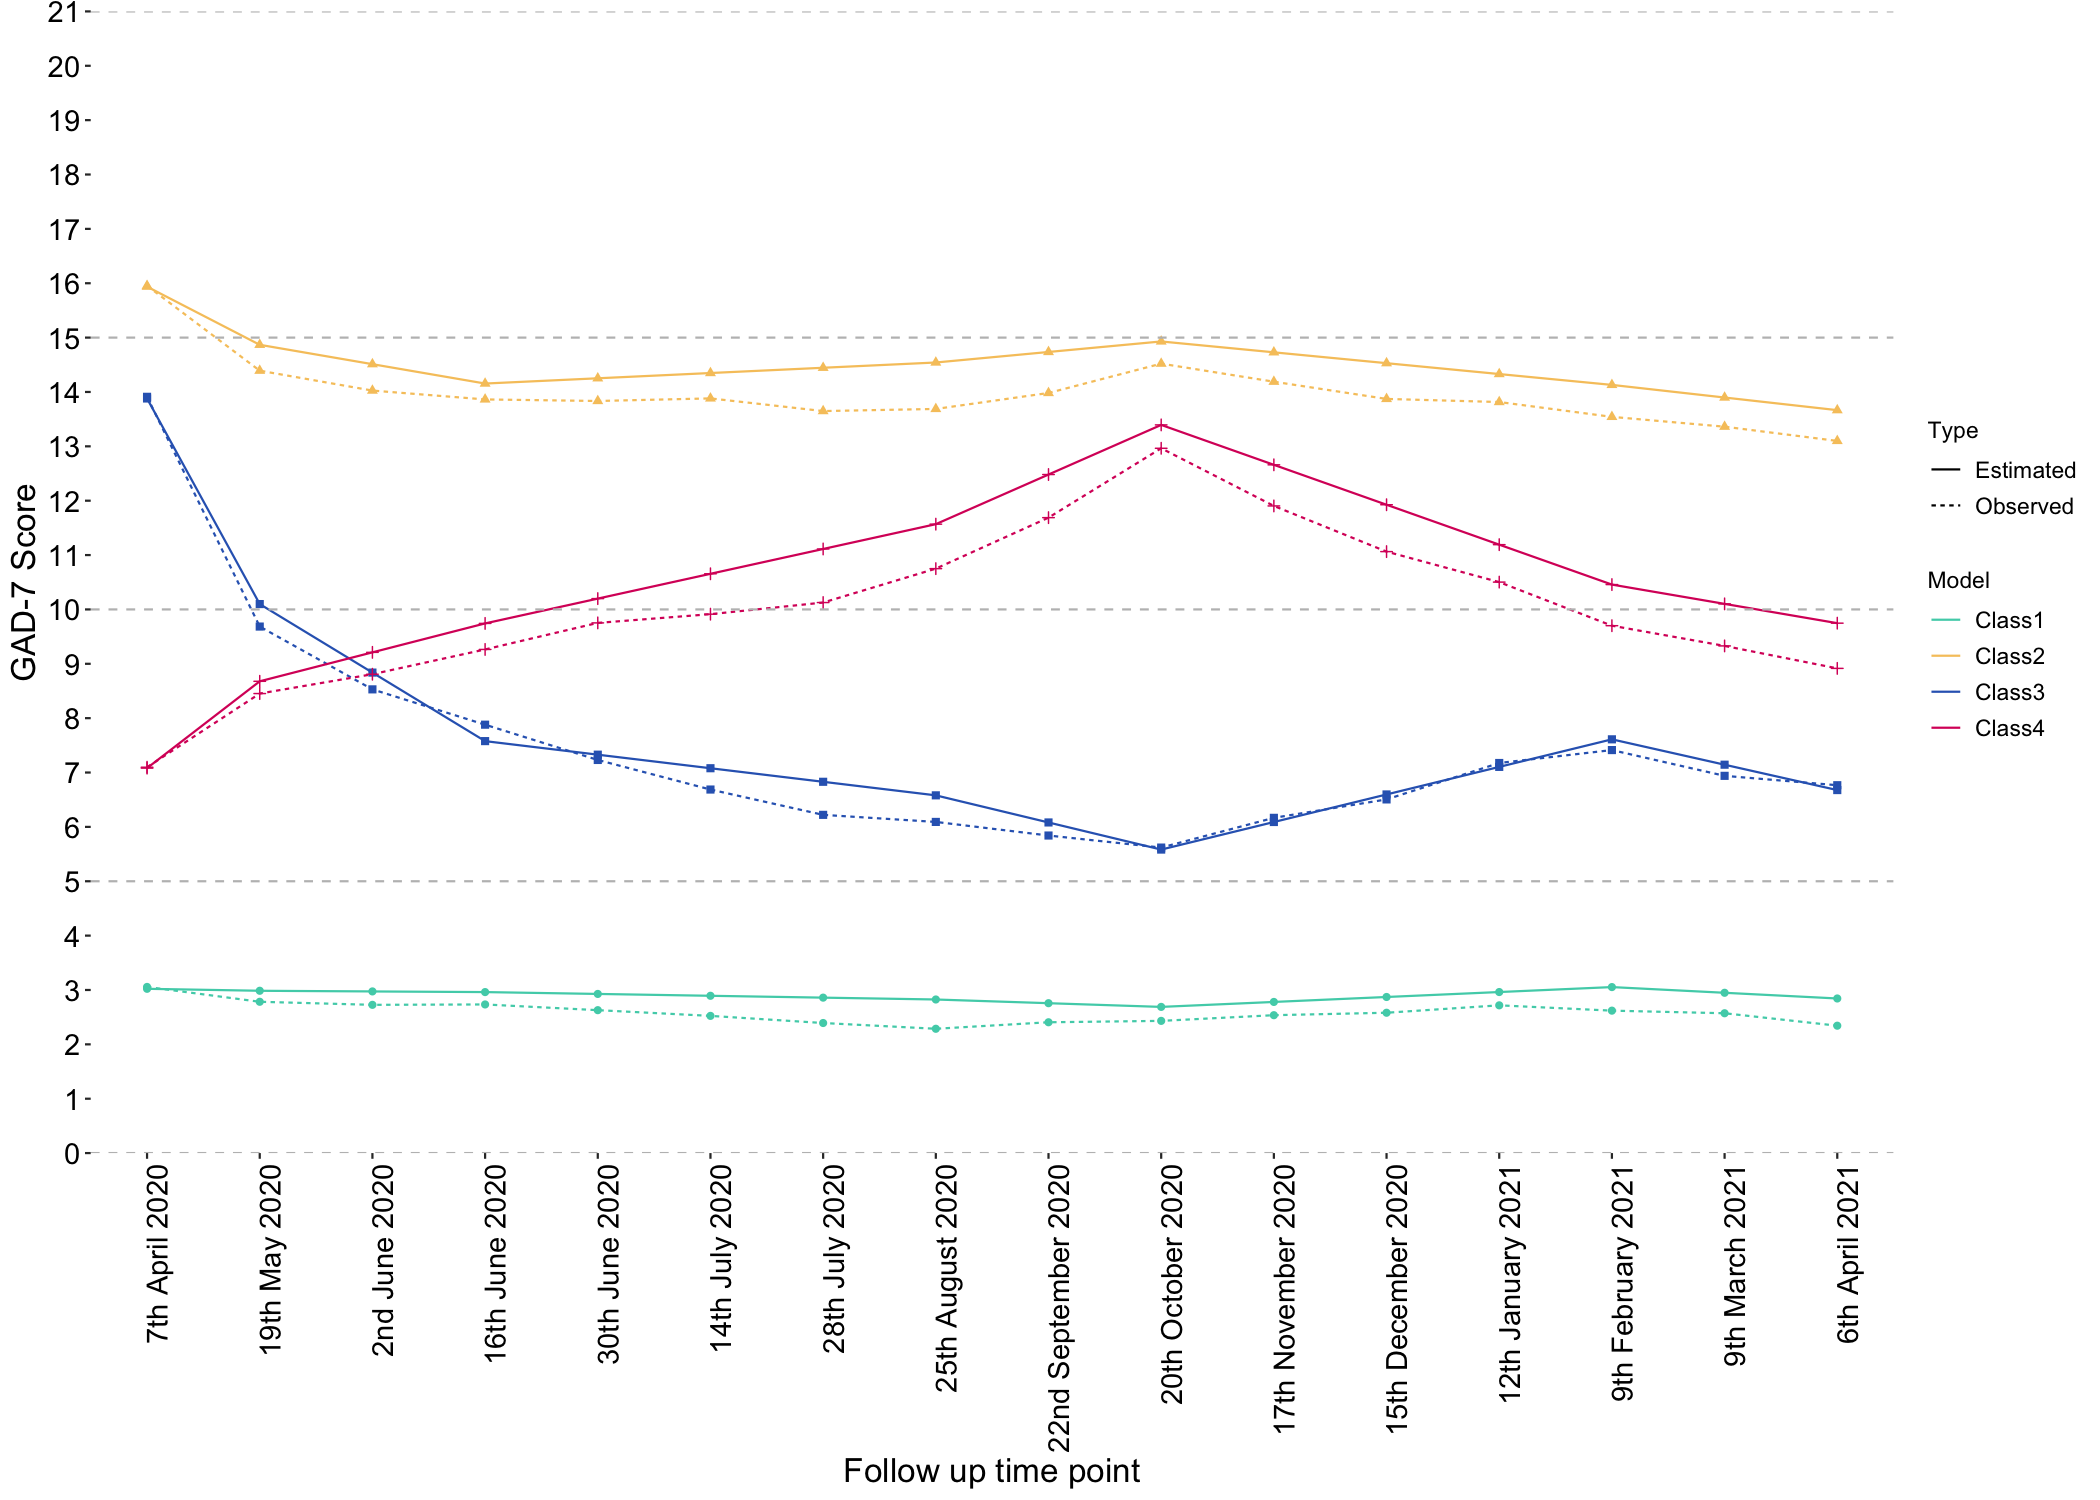 21
20
19
18
17
16
15
14
13
12
11
10
9
8
7
6
5
4
3
2
1
0
GAD-7 Score
7th April 2020
19th May 2020
2nd June 2020
16th June 2020
30th June 2020
14th July 2020
28th July 2020
25th August 2020
22nd September 2020
20th October 2020
17th November 2020
15th December 2020
12th January 2021
9th February 2021
9th March 2021
6th April 2021
Follow up time point
Type
Estimated
Observed
Model
Class1
Class2
Class3
Class4